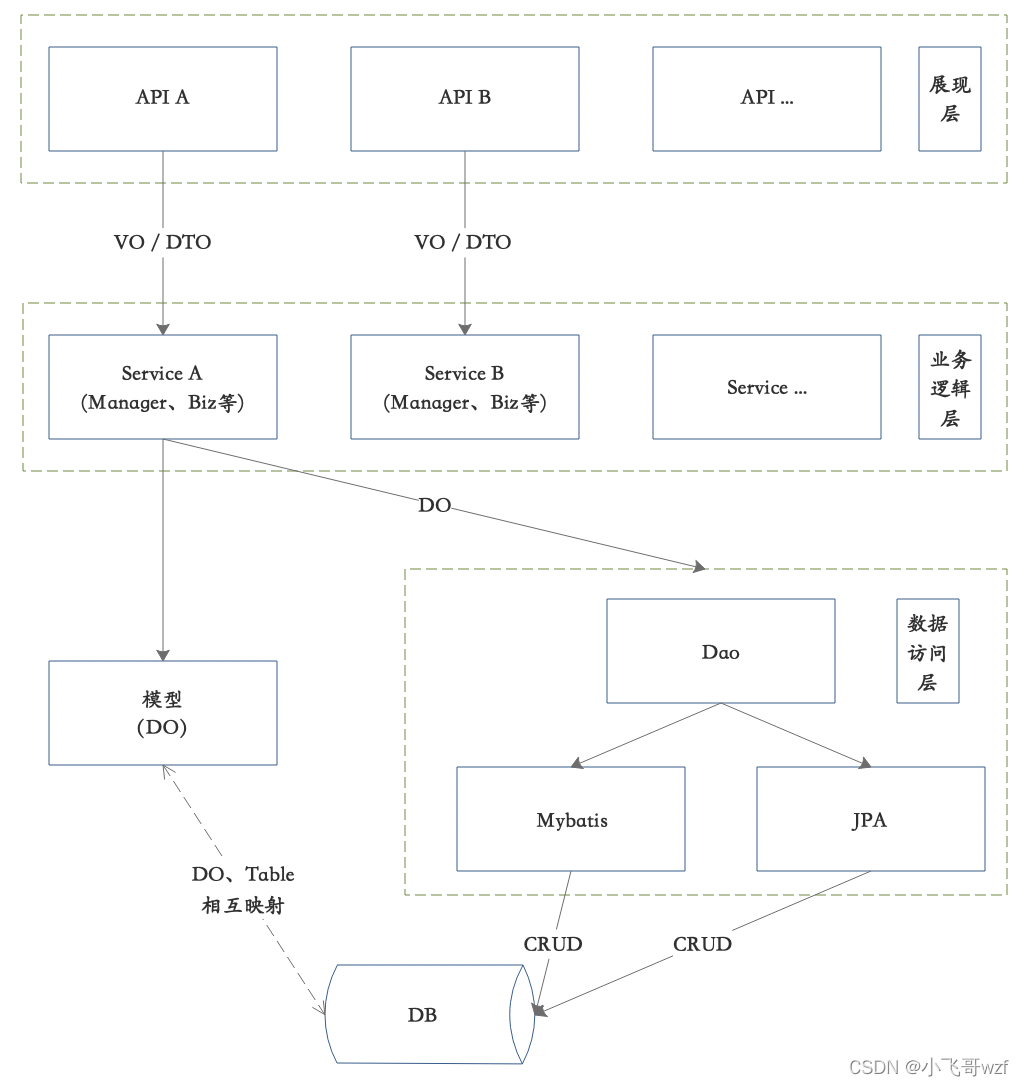 API A
API B
API ...
展现
层
VO / DTO
VO / DTO
Service A
(Manager、Biz等)
Service B
(Manager、Biz等)
Service ...
业务
逻辑
层
DO
模型
(DO)
Dao
数据
访问
层
Mybatis
JPA
DO、Table
相互映射
CRUD
CRUD
DB
CSDN @小飞哥wzf